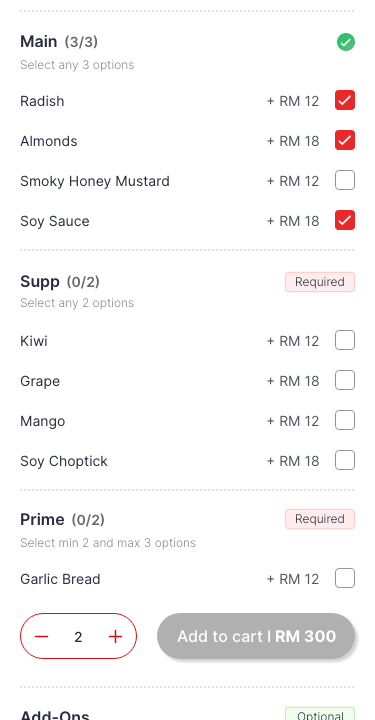 Main (3/3)
Select any 3 options
Radish + RM 12
Almonds + RM 18
Smoky Honey Mustard + RM 12
Soy Sauce + RM 18
Supp (0/2) Required
Select any 2 options
Kiwi + RM 12
Grape + RM 18
Mango + RM 12
Soy Choptick + RM 18
Prime (0/2) Required
Select min 2 and max 3 options
Garlic Bread + RM 12
− 2 + Add to cart | RM 300
Add-Ons Optional